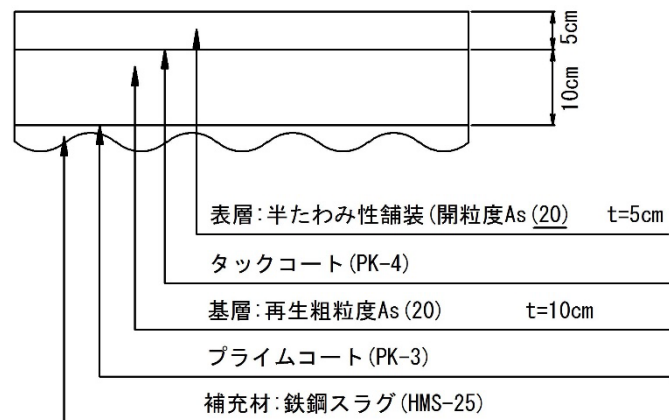 5cm
10cm
表層:半たわみ性舗装(開粒度As(20) t=5cm
タックコート(PK-4)
基層:再生粗粒度As(20) t=10cm
プライムコート(PK-3)
補充材:鉄鋼スラグ(HMS-25)